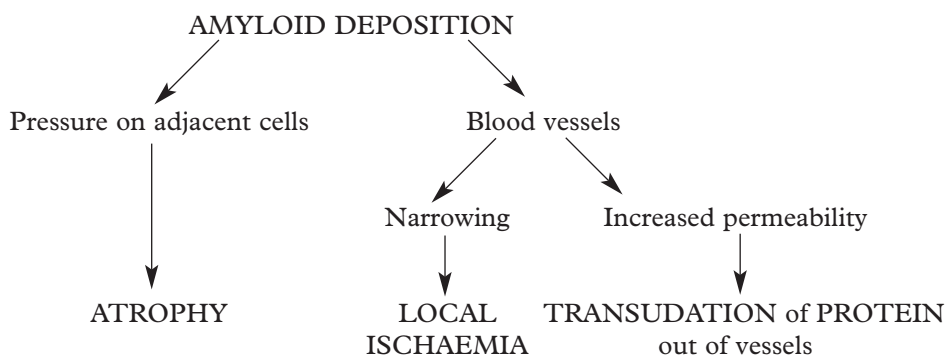 AMYLOID DEPOSITION
Pressure on adjacent cells
Blood vessels
Narrowing
Increased permeability
ATROPHY
LOCAL
ISCHAEMIA
TRANSUDATION of PROTEIN
out of vessels